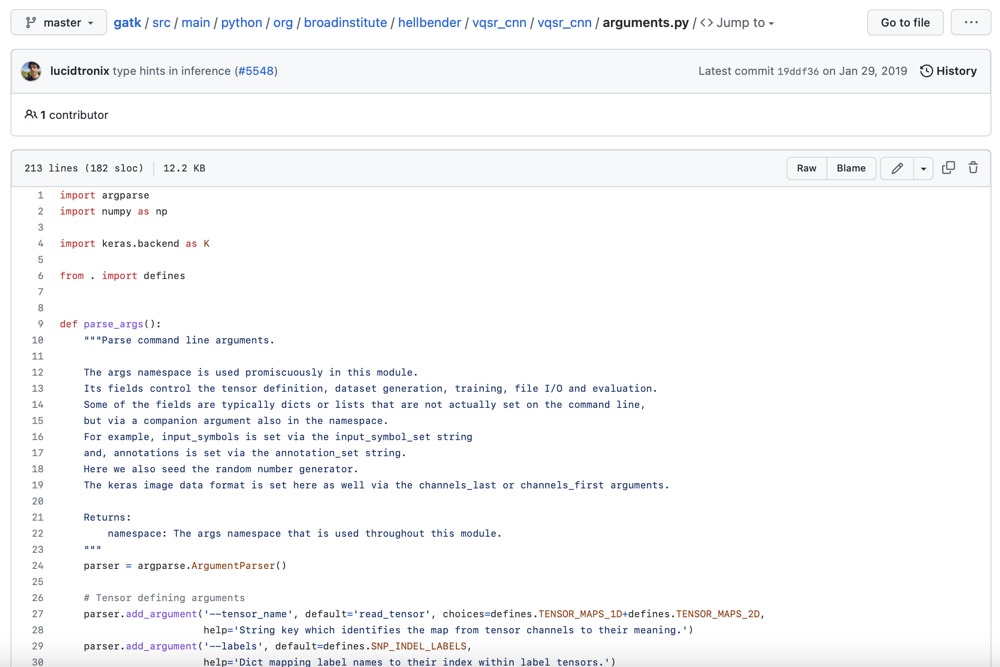 master gatk / src / main / python / org / broadinstitute / hellbender / vqsr_cnn / vqsr_cnn / arguments.py / <> Jump to Go to file ...
lucidtronix type hints in inference (#5548) Latest commit 19ddf36 on Jan 29, 2019 History
1 contributor
213 lines (182 sloc) 12.2 KB Raw Blame
1 import argparse
2 import numpy as np
3
4 import keras.backend as K
5
6 from . import defines
7
8
9 def parse_args():
10     """Parse command line arguments.
11
12     The args namespace is used promiscuously in this module.
13     Its fields control the tensor definition, dataset generation, training, file I/O and evaluation.
14     Some of the fields are typically dicts or lists that are not actually set on the command line,
15     but via a companion argument also in the namespace.
16     For example, input_symbols is set via the input_symbol_set string
17     and, annotations is set via the annotation_set string.
18     Here we also seed the random number generator.
19     The keras image data format is set here as well via the channels_last or channels_first arguments.
20
21     Returns:
22         namespace: The args namespace that is used throughout this module.
23     """
24     parser = argparse.ArgumentParser()
25
26     # Tensor defining arguments
27     parser.add_argument('--tensor_name', default='read_tensor', choices=defines.TENSOR_MAPS_1D+defines.TENSOR_MAPS_2D,
28                         help='String key which identifies the map from tensor channels to their meaning.')
29     parser.add_argument('--labels', default=defines.SNP_INDEL_LABELS,
30                         help='Dict mapping label names to their index within label tensors.')